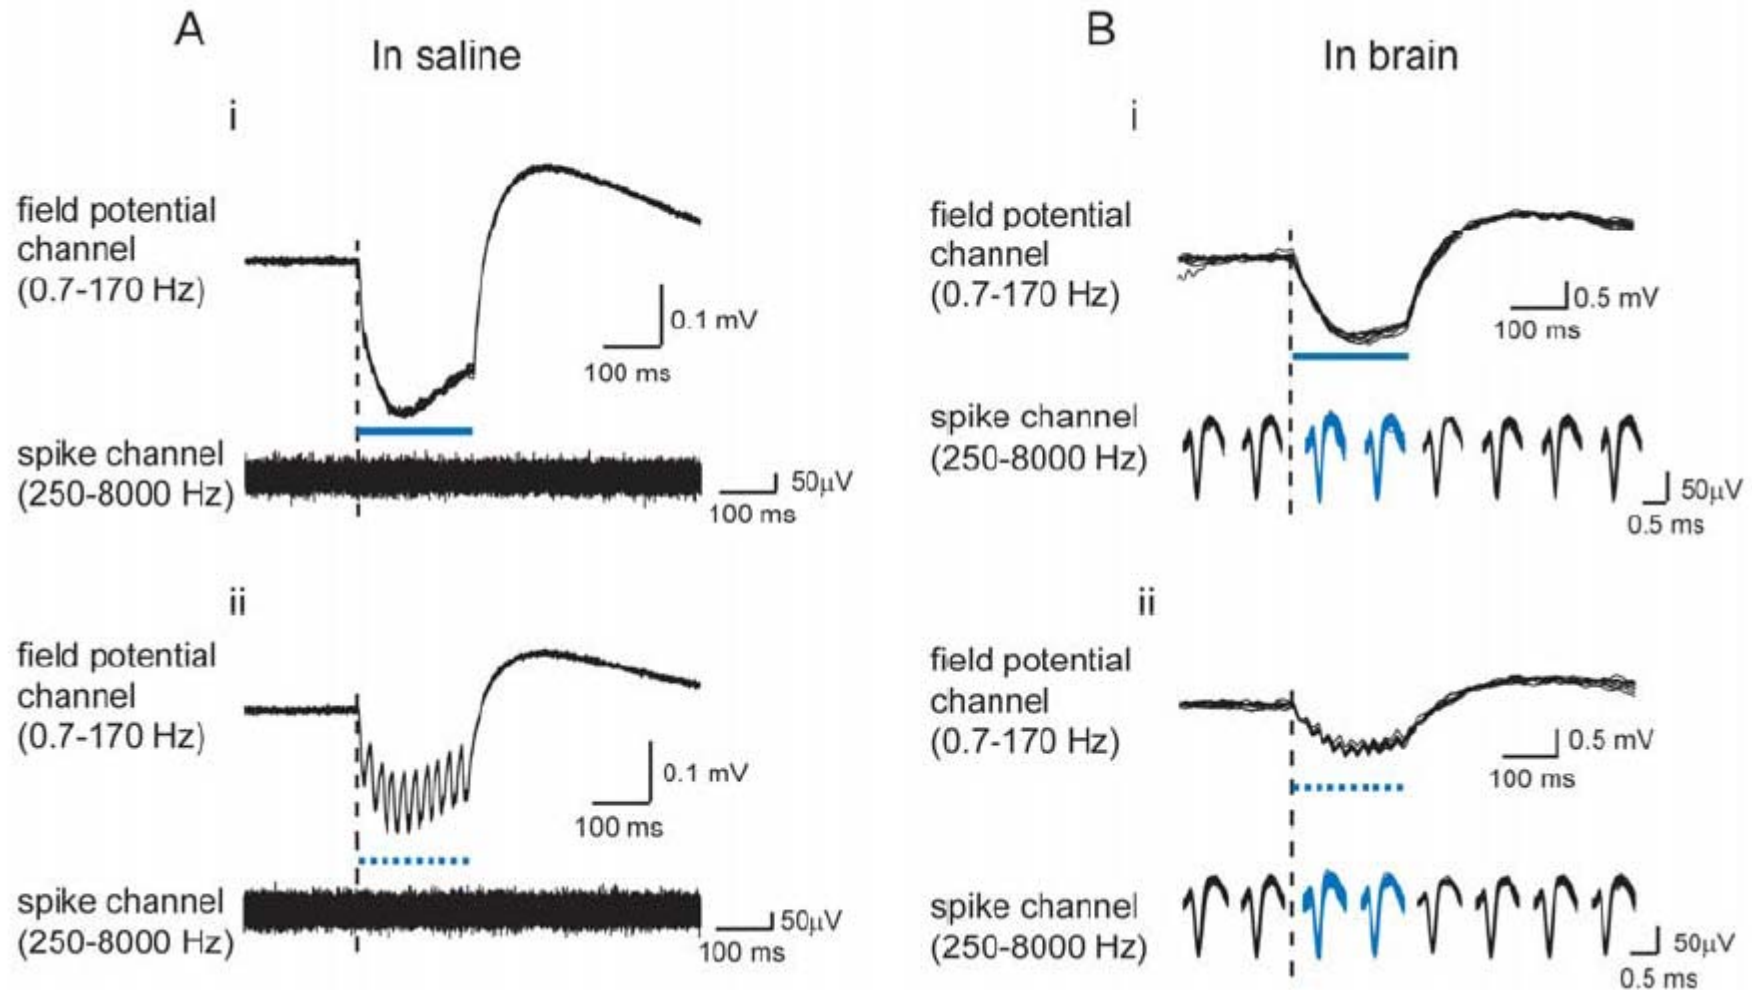 A
In saline
i
field potential
channel
(0.7-170 Hz)
0.1 mV
100 ms
spike channel
(250-8000 Hz)
50μV
100 ms
ii
field potential
channel
(0.7-170 Hz)
0.1 mV
100 ms
spike channel
(250-8000 Hz)
50μV
100 ms
B
In brain
i
field potential
channel
(0.7-170 Hz)
0.5 mV
100 ms
spike channel
(250-8000 Hz)
50μV
0.5 ms
ii
field potential
channel
(0.7-170 Hz)
0.5 mV
100 ms
spike channel
(250-8000 Hz)
50μV
0.5 ms